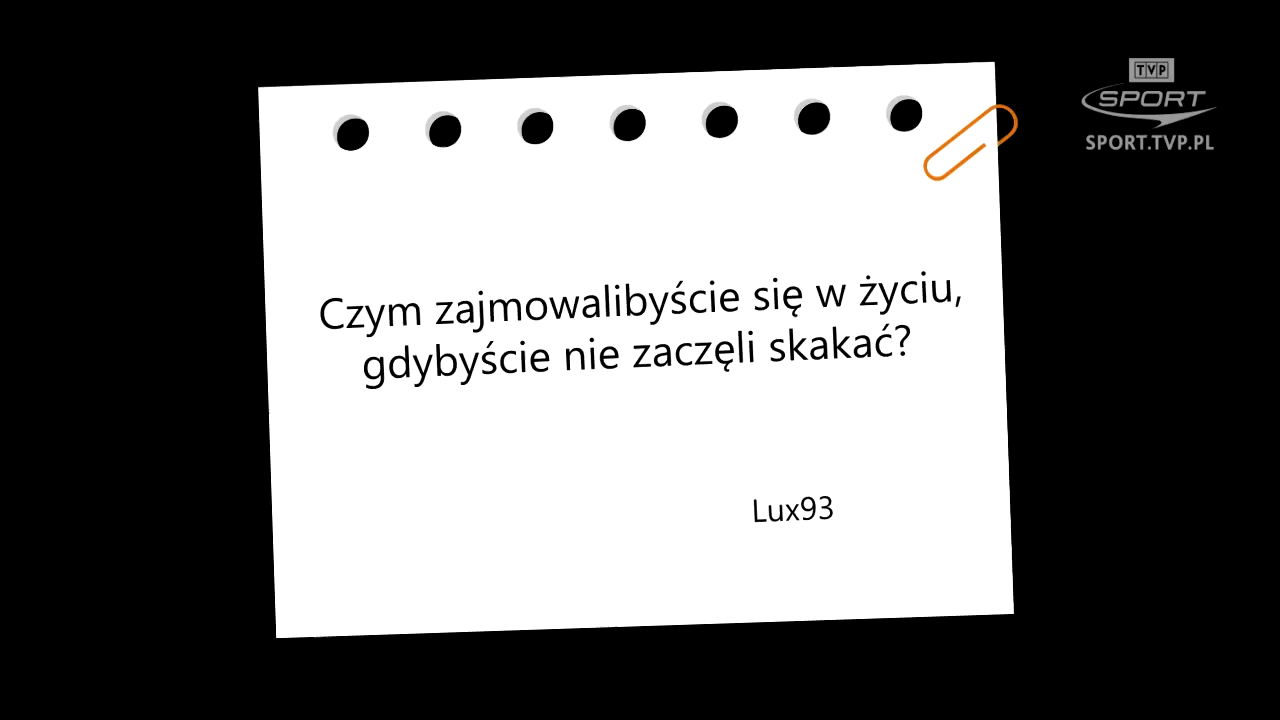 TVP
SPORT
SPORT.TVP.PL
Czym zajmowalibyście się w życiu,
gdybyście nie zaczęli skakać?
Lux93